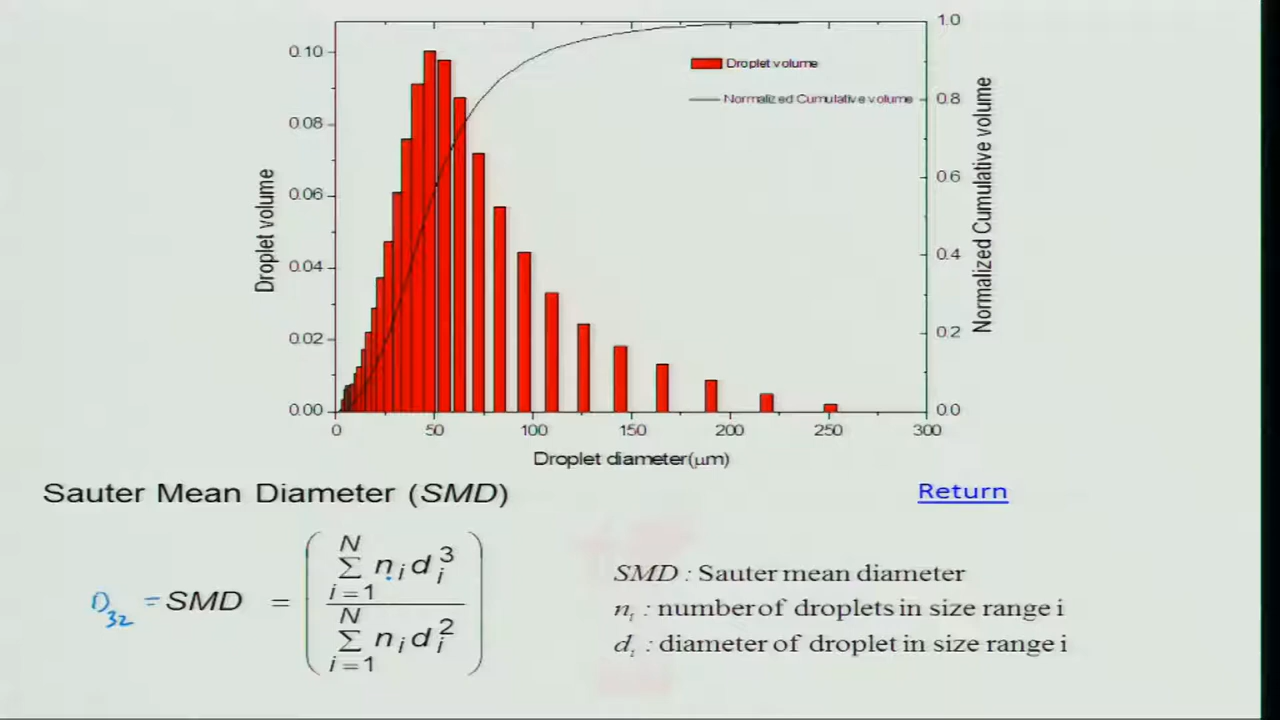 1.0
0.10
Droplet volume
Normalized Cumulative volume
0.8
0.08
0.6
0.06
0.4
0.04
0.2
0.02
0.00
0.0
Droplet volume
Normalized Cumulative volume
0 50 100 150 200 250 300
Droplet diameter(μm)
Sauter Mean Diameter (SMD)
Return
D32 = SMD = ( N Σ i=1 n_i d_i^3 / N Σ i=1 n_i d_i^2 )
SMD : Sauter mean diameter
n_i : number of droplets in size range i
d_i : diameter of droplet in size range i